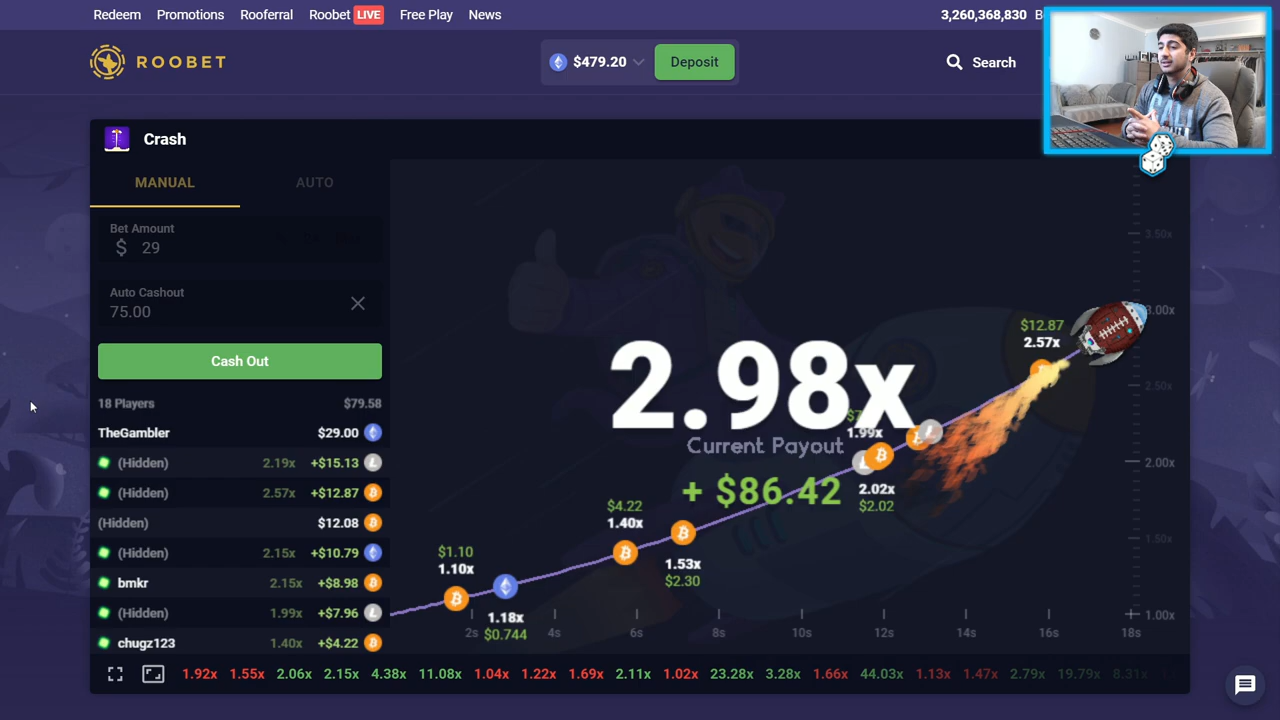 Redeem Promotions Rooferral Roobet LIVE Free Play News
3,260,368,830
ROOBET
$479.20
Deposit
Search
Crash
MANUAL AUTO
Bet Amount
$ 29
Auto Cashout
75.00
Cash Out
18 Players $79.58
TheGambler $29.00
(Hidden) 2.19x +$15.13
(Hidden) 2.57x +$12.87
(Hidden) $12.08
(Hidden) 2.15x +$10.79
bmkr 2.15x +$8.98
(Hidden) 1.99x +$7.96
chugz123 1.40x +$4.22
2.98x
Current Payout
+ $86.42
$12.87
2.57x
1.99x
2.02x
$2.02
$4.22
1.40x
1.53x
$2.30
$1.10
1.10x
1.18x
$0.744
3.50x
3.00x
2.50x
2.00x
1.50x
1.00x
2s 4s 6s 8s 10s 12s 14s 16s 18s
1.92x 1.55x 2.06x 2.15x 4.38x 11.08x 1.04x 1.22x 1.69x 2.11x 1.02x 23.28x 3.28x 1.66x 44.03x 1.13x 1.47x 2.79x 19.79x 8.31x